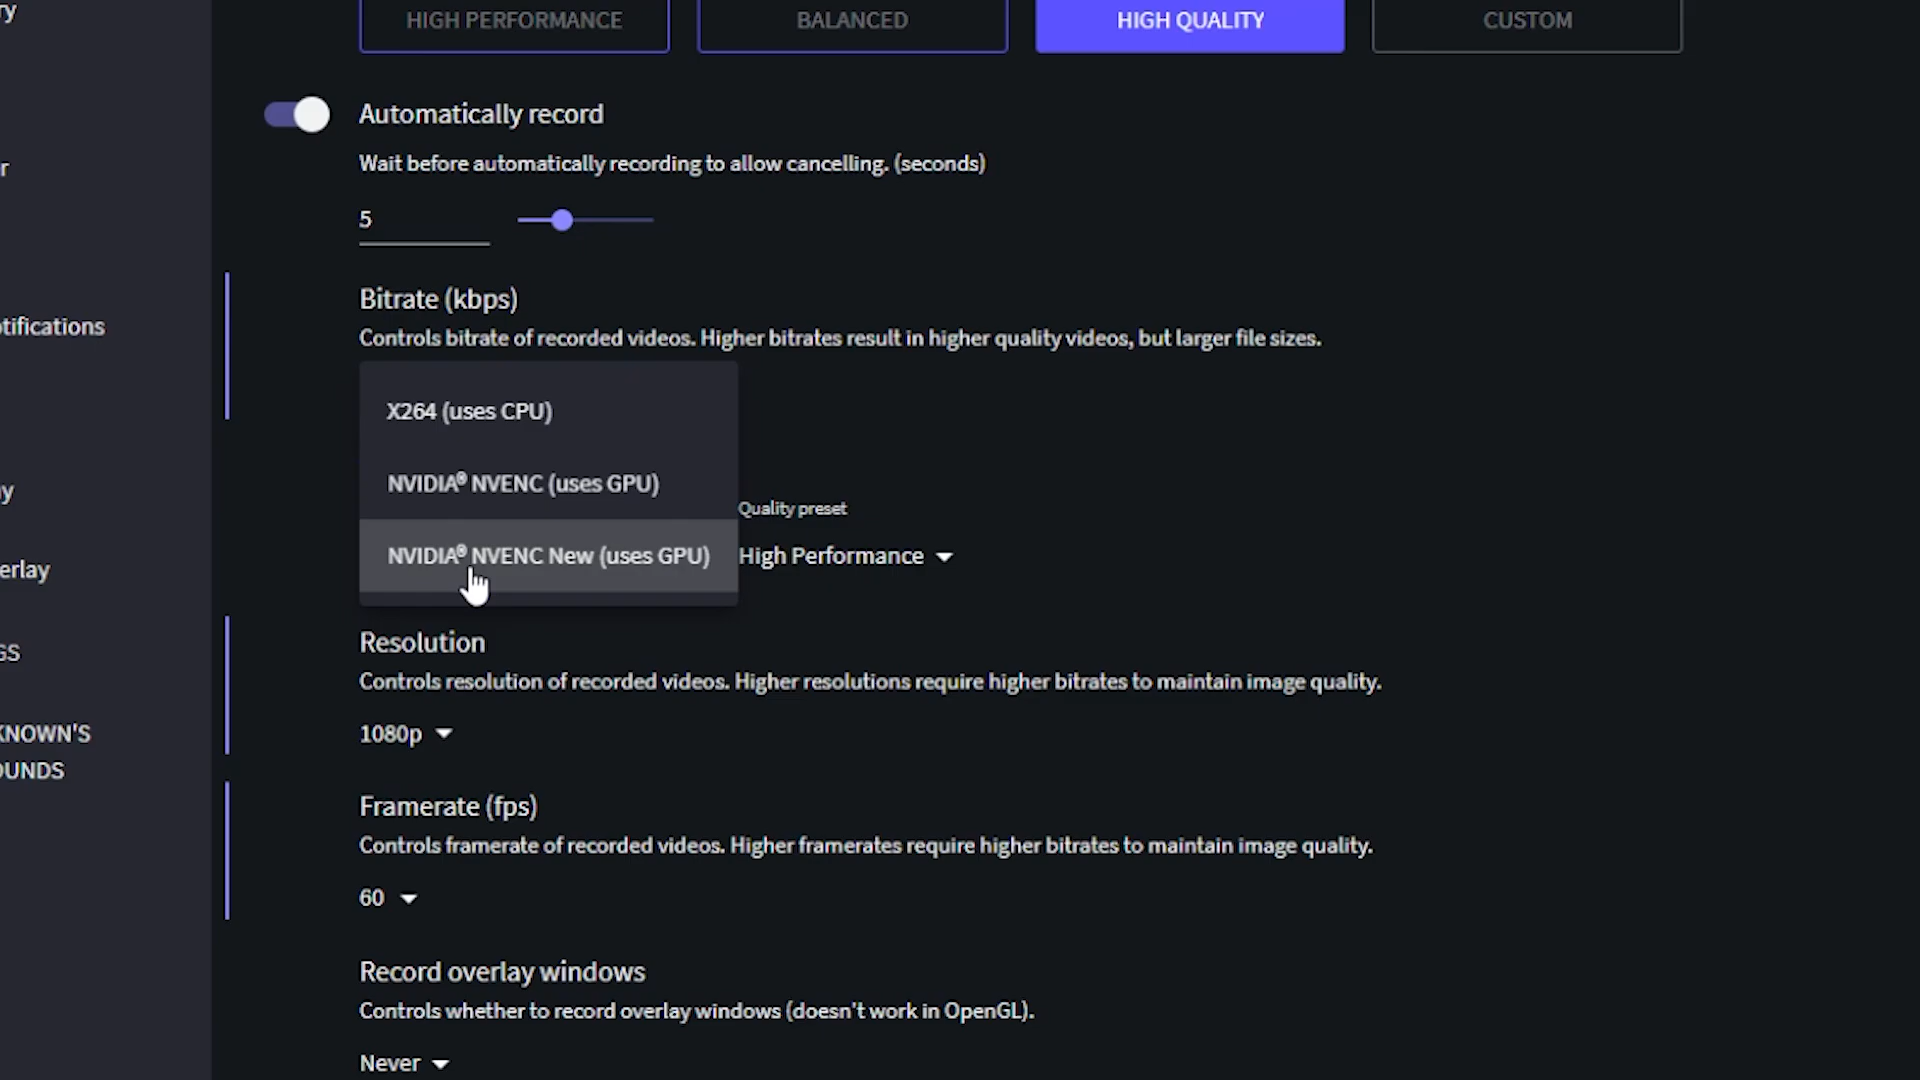 ry
HIGH PERFORMANCE
BALANCED
HIGH QUALITY
CUSTOM
Automatically record
Wait before automatically recording to allow cancelling. (seconds)
r
5
Bitrate (kbps)
Controls bitrate of recorded videos. Higher bitrates result in higher quality videos, but larger file sizes.
tifications
X264 (uses CPU)
NVIDIA® NVENC (uses GPU)
y
Quality preset
NVIDIA® NVENC New (uses GPU)
High Performance
erlay
Resolution
GS
Controls resolution of recorded videos. Higher resolutions require higher bitrates to maintain image quality.
1080p
KNOWN'S
OUNDS
Framerate (fps)
Controls framerate of recorded videos. Higher framerates require higher bitrates to maintain image quality.
60
Record overlay windows
Controls whether to record overlay windows (doesn't work in OpenGL).
Never